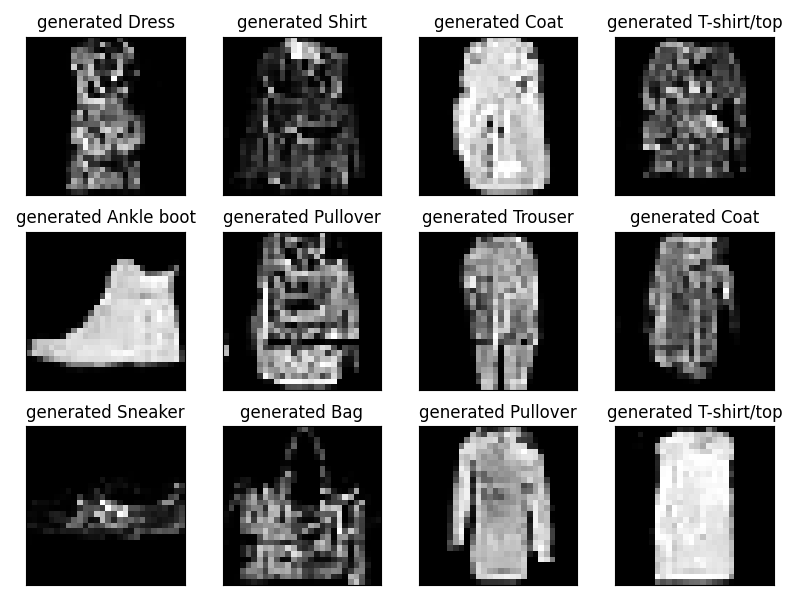 generated Dress
generated Shirt
generated Coat
generated T-shirt/top
generated Ankle boot
generated Pullover
generated Trouser
generated Coat
generated Sneaker
generated Bag
generated Pullover
generated T-shirt/top